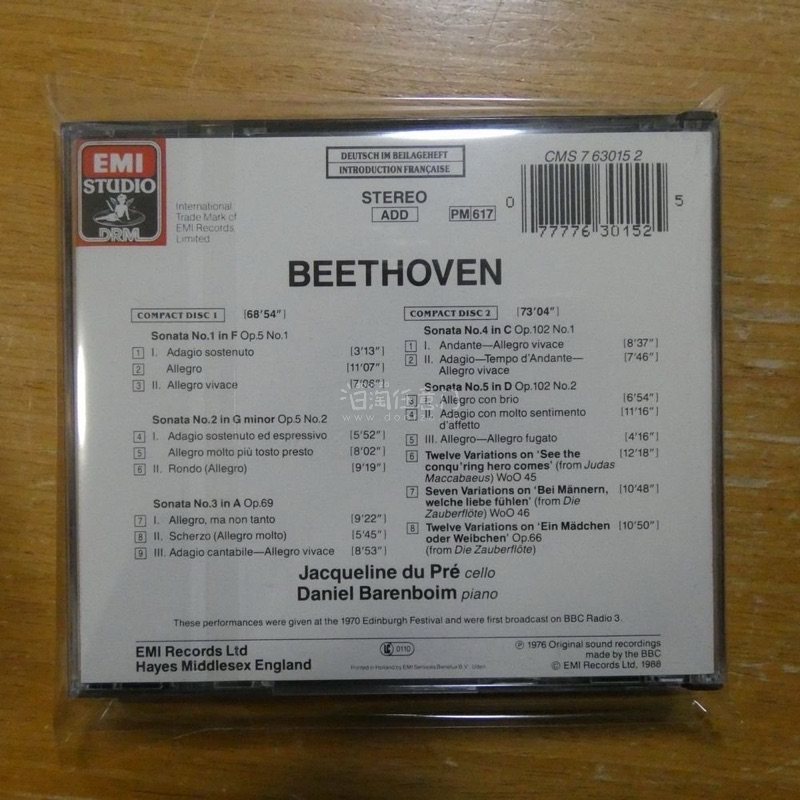 EMI
STUDIO
DRM
International
Trade Mark of
EMI Records
Limited
DEUTSCH IM BEILAGEHEFT
INTRODUCTION FRANÇAISE
STEREO
ADD
PM 617
CMS 7 63015 2
0 77776 30152 5
BEETHOVEN
COMPACT DISC 1 [68′54″]
Sonata No.1 in F Op.5 No.1
1 I. Adagio sostenuto [3′13″]
2 Allegro [11′07″]
3 II. Allegro vivace [7′06″]
Sonata No.2 in G minor Op.5 No.2
4 I. Adagio sostenuto ed espressivo [5′52″]
5 Allegro molto più tosto presto [8′02″]
6 II. Rondo (Allegro) [9′19″]
Sonata No.3 in A Op.69
7 I. Allegro, ma non tanto [9′22″]
8 II. Scherzo (Allegro molto) [5′45″]
9 III. Adagio cantabile—Allegro vivace [8′53″]
COMPACT DISC 2 [73′04″]
Sonata No.4 in C Op.102 No.1
1 I. Andante—Allegro vivace [8′37″]
2 II. Adagio—Tempo d'Andante— [7′46″]
Allegro vivace
Sonata No.5 in D Op.102 No.2
3 I. Allegro con brio [6′54″]
4 II. Adagio con molto sentimento [11′16″]
d'affetto
5 III. Allegro—Allegro fugato [4′16″]
6 Twelve Variations on 'See the [12′18″]
conqu'ring hero comes' (from Judas
Maccabaeus) WoO 45
7 Seven Variations on 'Bei Männern, [10′48″]
welche liebe fühlen' (from Die
Zauberflöte) WoO 46
8 Twelve Variations on 'Ein Mädchen [10′50″]
oder Weibchen' Op.66
(from Die Zauberflöte)
Jacqueline du Pré cello
Daniel Barenboim piano
These performances were given at the 1970 Edinburgh Festival and were first broadcast on BBC Radio 3.
EMI Records Ltd
Hayes Middlesex England
LC 0110
Printed in Holland by EMI Services Benelux B.V., Uden
℗ 1976 Original sound recordings
made by the BBC
© EMI Records Ltd, 1988